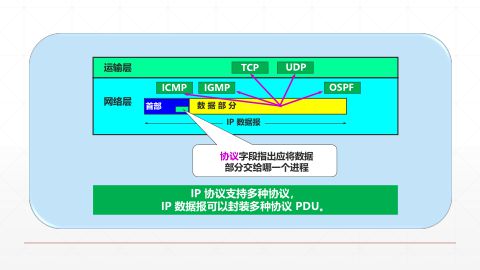 运输层
TCP UDP
ICMP IGMP OSPF
网络层
首部 数 据 部 分
IP 数据报
协议字段指出应将数据
部分交给哪一个进程
IP 协议支持多种协议，
IP 数据报可以封装多种协议 PDU。